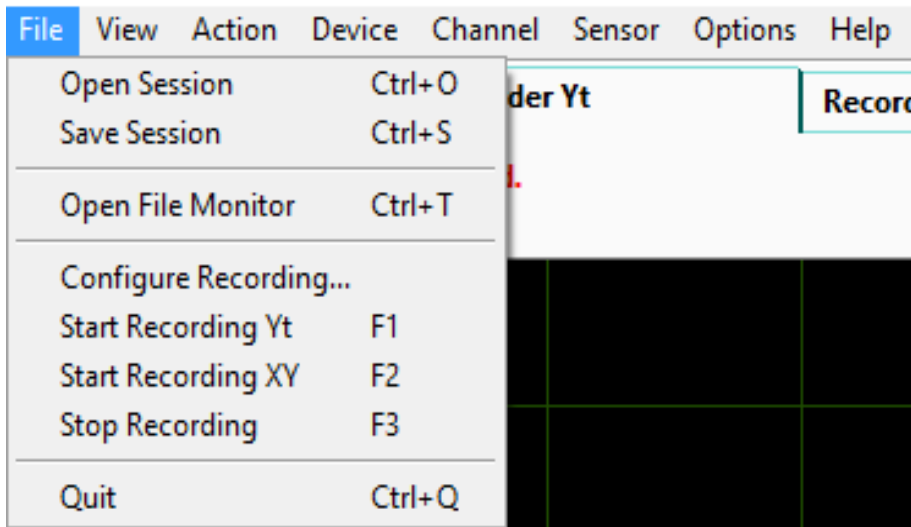 File View Action Device Channel Sensor Options Help
Open Session Ctrl+O
der Yt
Record
Save Session Ctrl+S
d.
Open File Monitor Ctrl+T
Configure Recording...
Start Recording Yt F1
Start Recording XY F2
Stop Recording F3
Quit Ctrl+Q